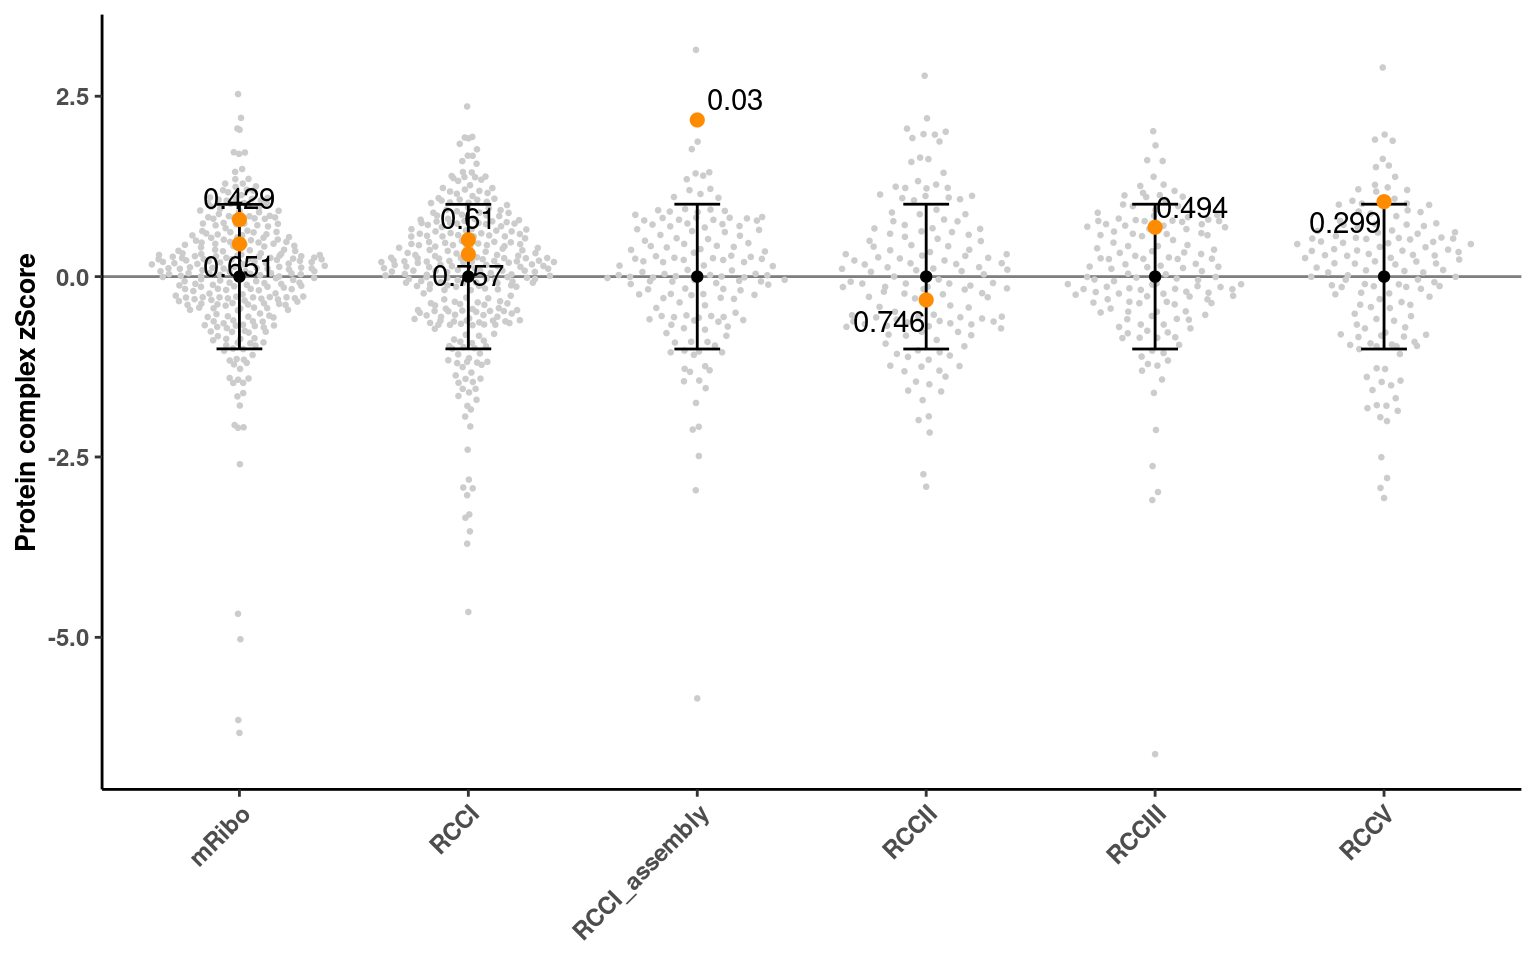 Protein complex zScore
2.5
0.0
-2.5
-5.0
0.03
0.429
0.61
0.494
0.299
0.651
0.757
0.746
mRibo
RCCI
RCCI_assembly
RCCII
RCCIII
RCCV